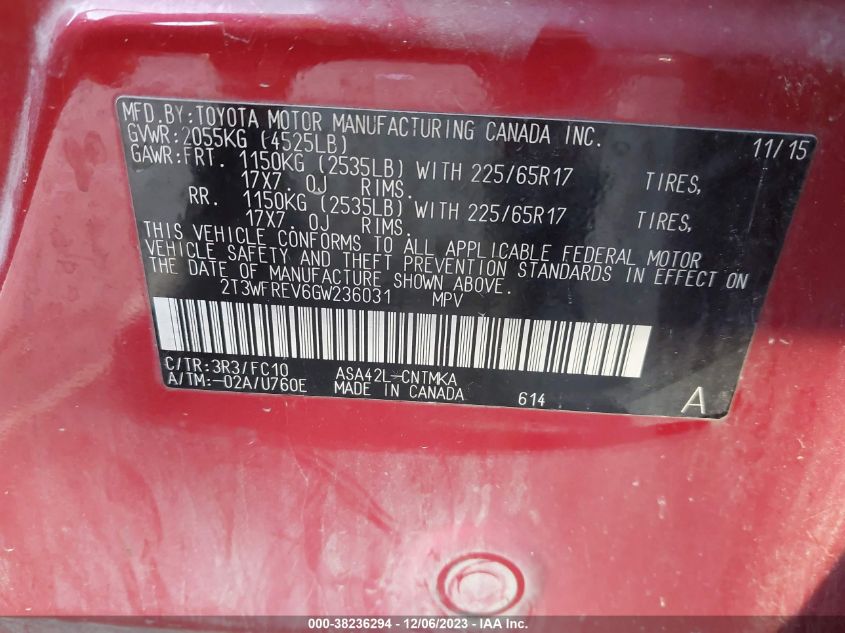 MFD.BY:TOYOTA MOTOR MANUFACTURING CANADA INC. 11/15
GVWR:2055KG (4525LB)
GAWR:FRT. 1150KG (2535LB) WITH 225/65R17 TIRES,
17X7. 0J RIMS.
RR. 1150KG (2535LB) WITH 225/65R17 TIRES,
17X7. 0J RIMS.
THIS VEHICLE CONFORMS TO ALL APPLICABLE FEDERAL MOTOR
VEHICLE SAFETY AND THEFT PREVENTION STANDARDS IN EFFECT ON
THE DATE OF MANUFACTURE SHOWN ABOVE.
2T3WFREV6GW236031 MPV
C/TR:3R3/FC10 ASA42L-CNTMKA
A/TM:-02A/U760E MADE IN CANADA 614 A
000-38236294 - 12/06/2023 - IAA Inc.